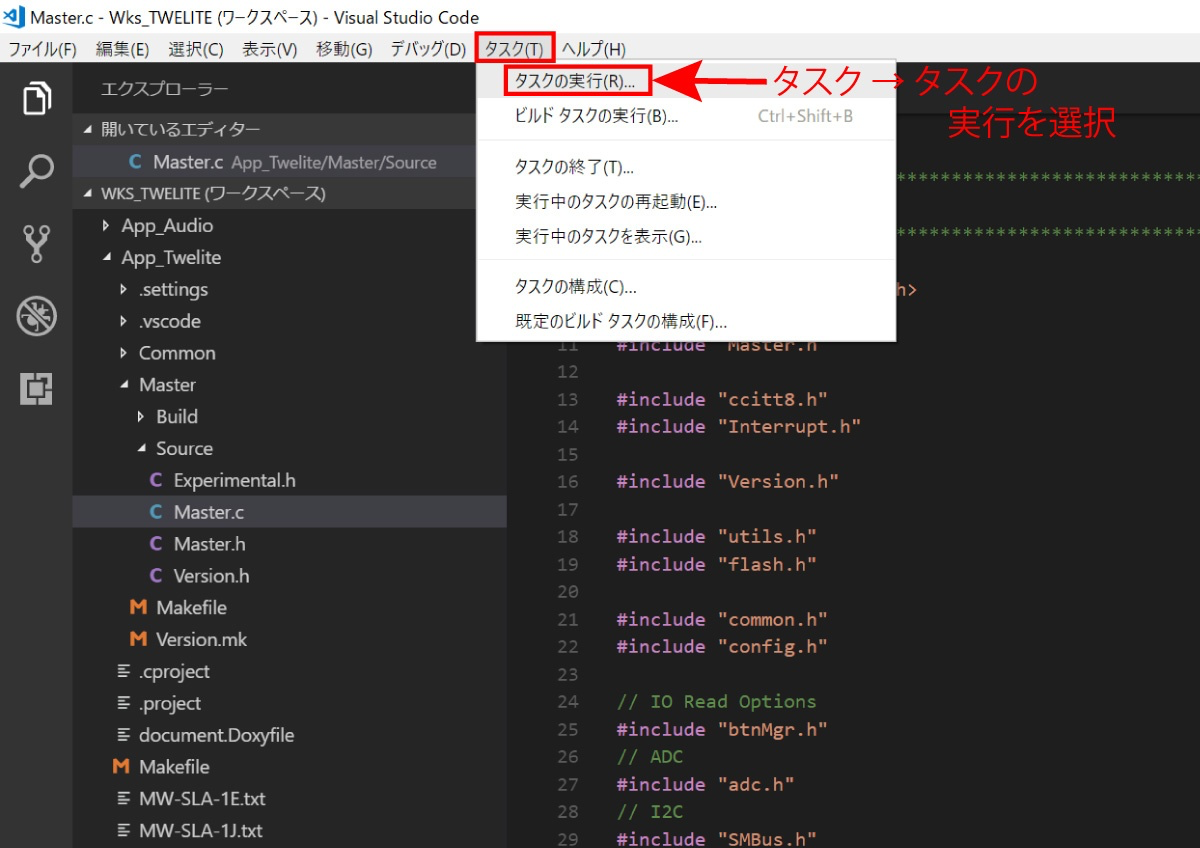 Master.c - Wks_TWELITE (ワークスペース) - Visual Studio Code
ファイル(F) 編集(E) 選択(C) 表示(V) 移動(G) デバッグ(D) タスク(T) ヘルプ(H)
タスクの実行(R)...
ビルド タスクの実行(B)... Ctrl+Shift+B
タスクの終了(T)...
実行中のタスクの再起動(E)...
実行中のタスクを表示(G)...
タスクの構成(C)...
既定のビルド タスクの構成(F)...
タスク → タスクの
実行を選択
エクスプローラー
開いているエディター
C Master.c App_Twelite/Master/Source
WKS_TWELITE (ワークスペース)
App_Audio
App_Twelite
.settings
.vscode
Common
Master
Build
Source
C Experimental.h
C Master.c
C Master.h
C Version.h
M Makefile
M Version.mk
.cproject
.project
document.Doxyfile
M Makefile
MW-SLA-1E.txt
MW-SLA-1J.txt
****************************
****************************
h>
11 #include "Master.h"
12
13 #include "ccitt8.h"
14 #include "Interrupt.h"
15
16 #include "Version.h"
17
18 #include "utils.h"
19 #include "flash.h"
20
21 #include "common.h"
22 #include "config.h"
23
24 // IO Read Options
25 #include "btnMgr.h"
26 // ADC
27 #include "adc.h"
28 // I2C
29 #include "SMBus.h"